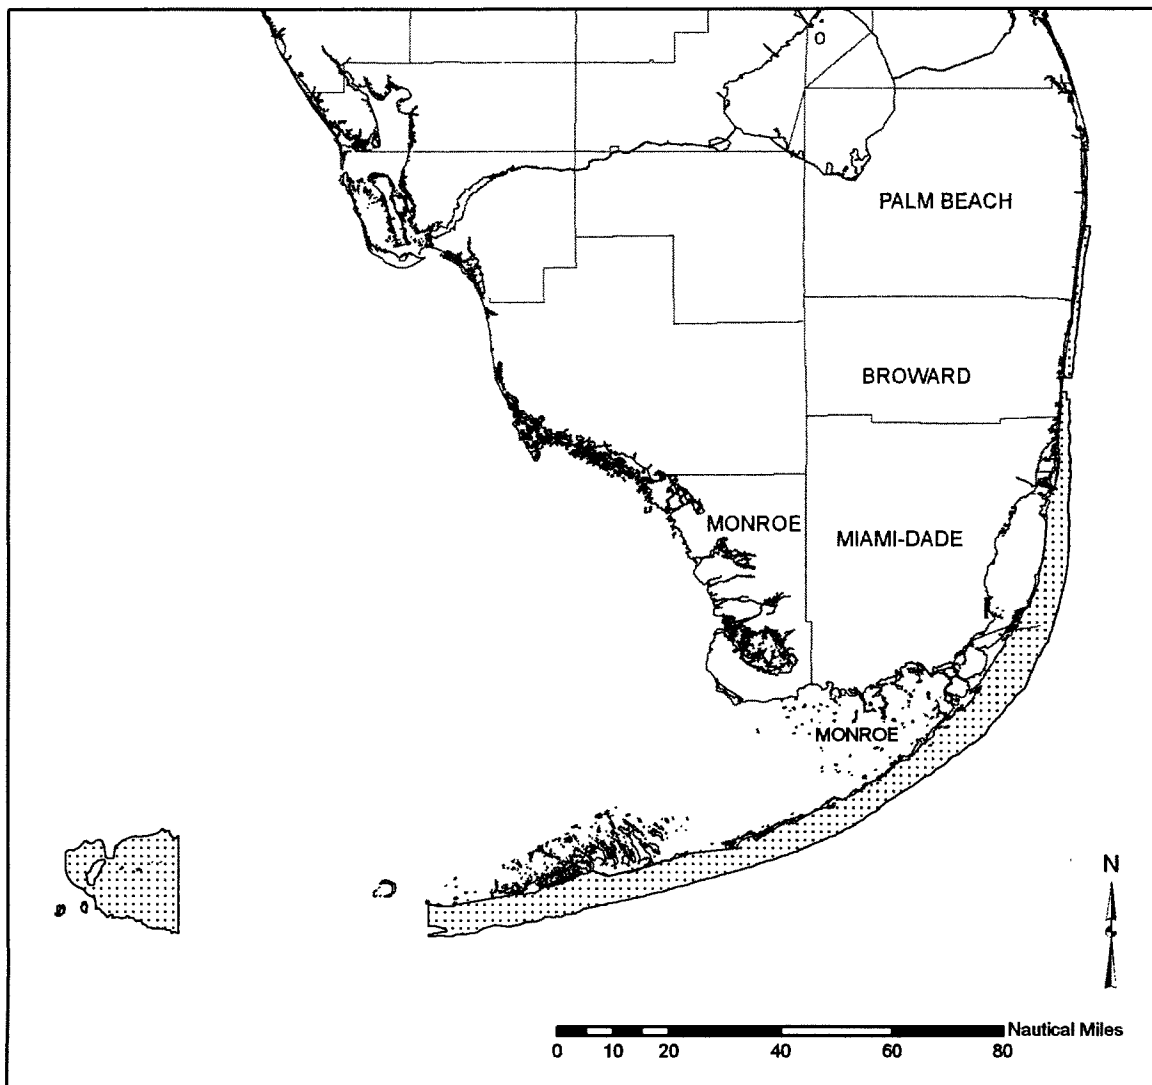 PALM BEACH
BROWARD
MONROE
MIAMI-DADE
MONROE
N
Nautical Miles
0 10 20 40 60 80